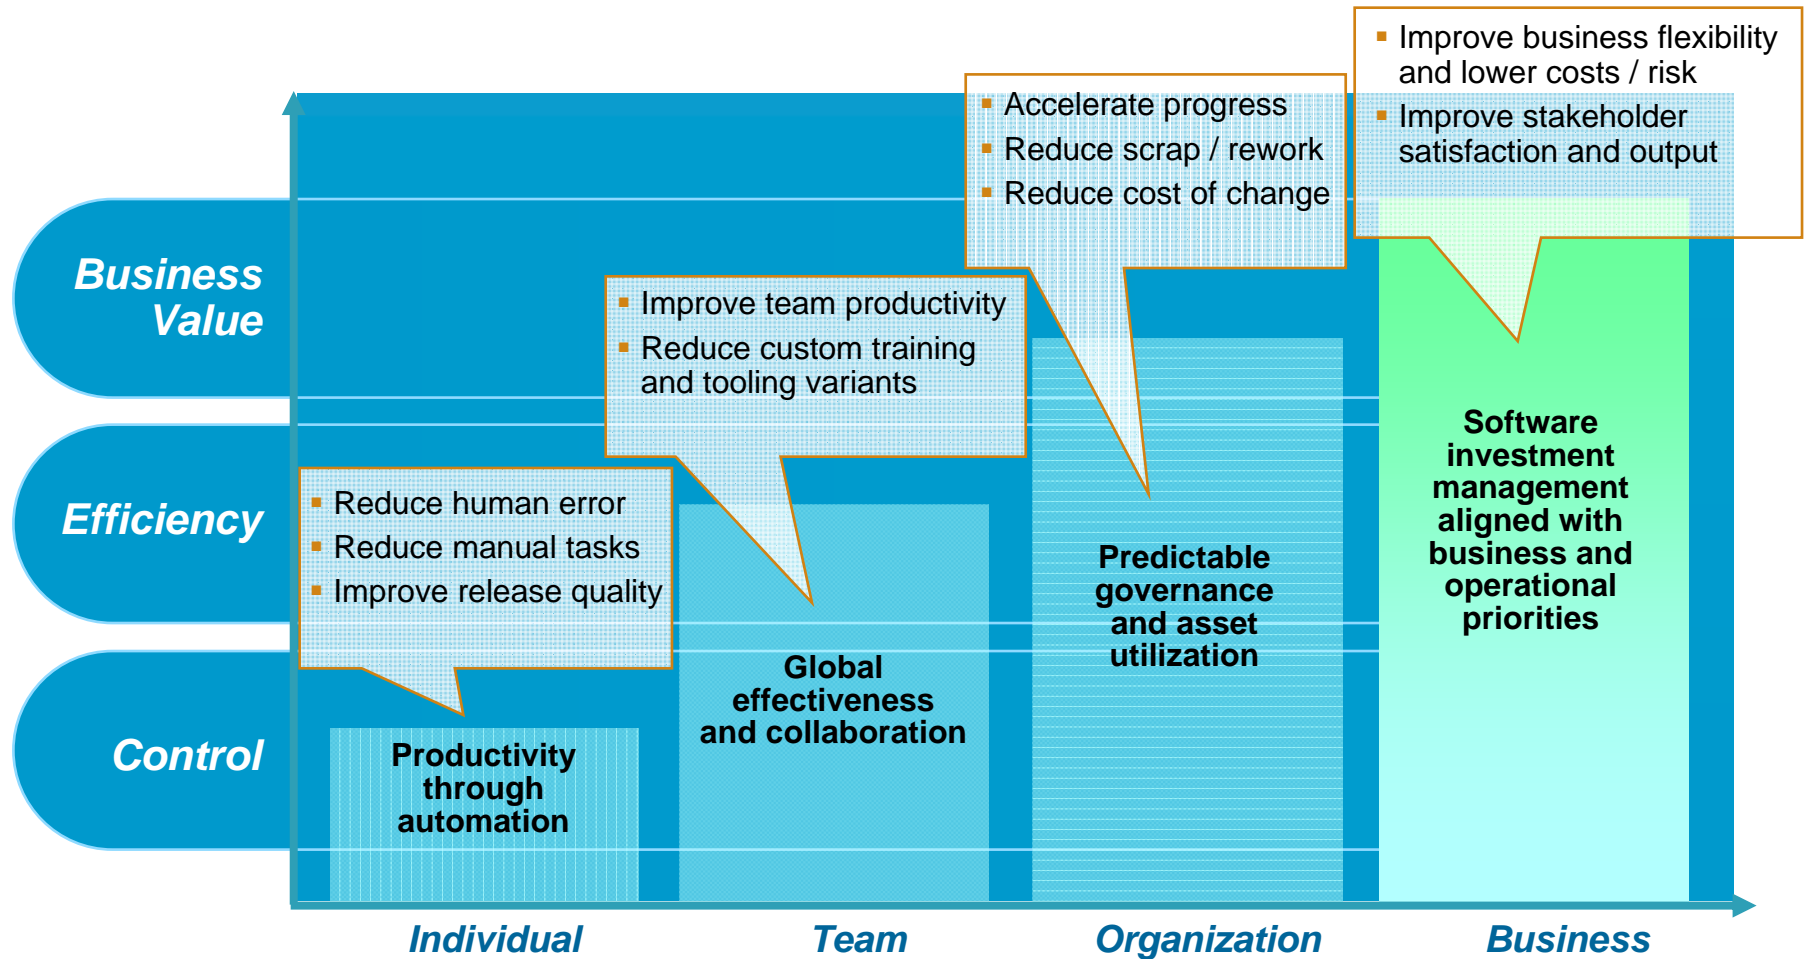 Improve business flexibility
and lower costs / risk
Improve stakeholder
satisfaction and output
Accelerate progress
Reduce scrap / rework
Reduce cost of change
Business
Value
Improve team productivity
Reduce custom training
and tooling variants
Software
investment
management
aligned with
business and
operational
priorities
Efficiency
Reduce human error
Reduce manual tasks
Improve release quality
Predictable
governance
and asset
utilization
Global
effectiveness
and collaboration
Control
Productivity
through
automation
Individual
Team
Organization
Business